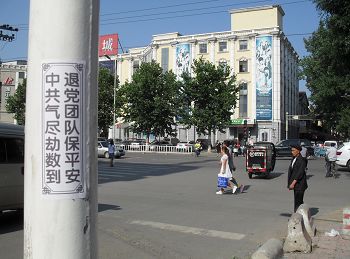 退党团队保平安
中共气尽劫数到
城